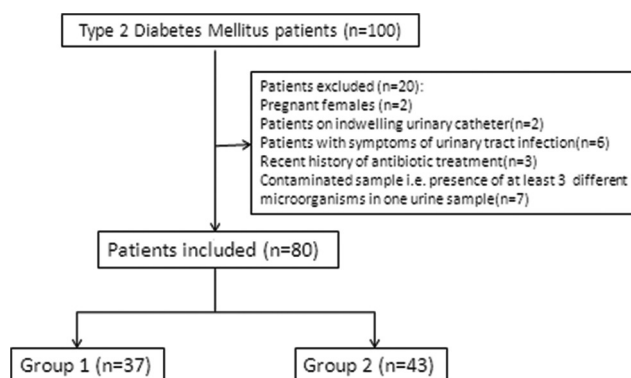 Type 2 Diabetes Mellitus patients (n=100)
Patients excluded (n=20):
Pregnant females (n=2)
Patients on indwelling urinary catheter(n=2)
Patients with symptoms of urinary tract infection(n=6)
Recent history of antibiotic treatment(n=3)
Contaminated sample i.e. presence of at least 3 different
microorganisms in one urine sample(n=7)
Patients included (n=80)
Group 1 (n=37)
Group 2 (n=43)